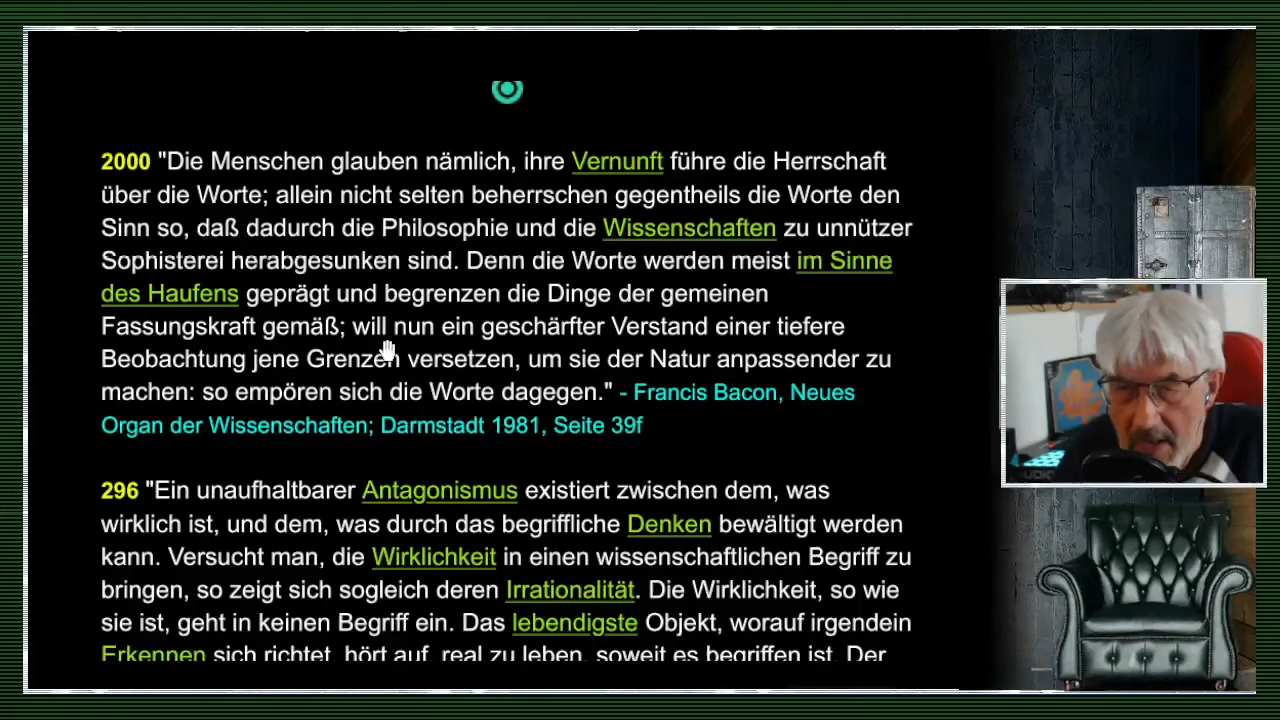 2000 "Die Menschen glauben nämlich, ihre Vernunft führe die Herrschaft
über die Worte; allein nicht selten beherrschen gegentheils die Worte den
Sinn so, daß dadurch die Philosophie und die Wissenschaften zu unnützer
Sophisterei herabgesunken sind. Denn die Worte werden meist im Sinne
des Haufens geprägt und begrenzen die Dinge der gemeinen
Fassungskraft gemäß; will nun ein geschärfter Verstand einer tiefere
Beobachtung jene Grenzen versetzen, um sie der Natur anpassender zu
machen: so empören sich die Worte dagegen." - Francis Bacon, Neues
Organ der Wissenschaften; Darmstadt 1981, Seite 39f
296 "Ein unaufhaltbarer Antagonismus existiert zwischen dem, was
wirklich ist, und dem, was durch das begriffliche Denken bewältigt werden
kann. Versucht man, die Wirklichkeit in einen wissenschaftlichen Begriff zu
bringen, so zeigt sich sogleich deren Irrationalität. Die Wirklichkeit, so wie
sie ist, geht in keinen Begriff ein. Das lebendigste Objekt, worauf irgendein
Erkennen sich richtet, hört auf, real zu leben, soweit es begriffen ist. Der